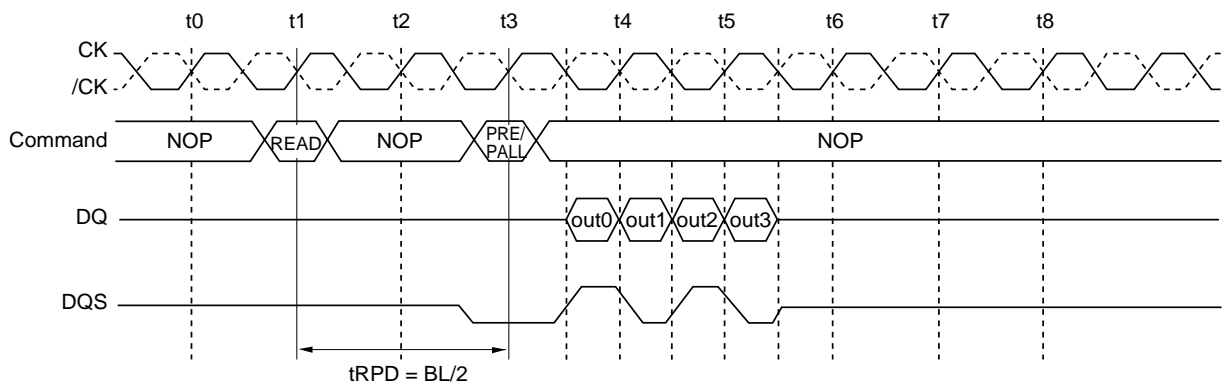 t0 t1 t2 t3 t4 t5 t6 t7 t8
CK
/CK
Command NOP READ NOP PRE/ PALL NOP
DQ out0 out1 out2 out3
DQS
tRPD = BL/2